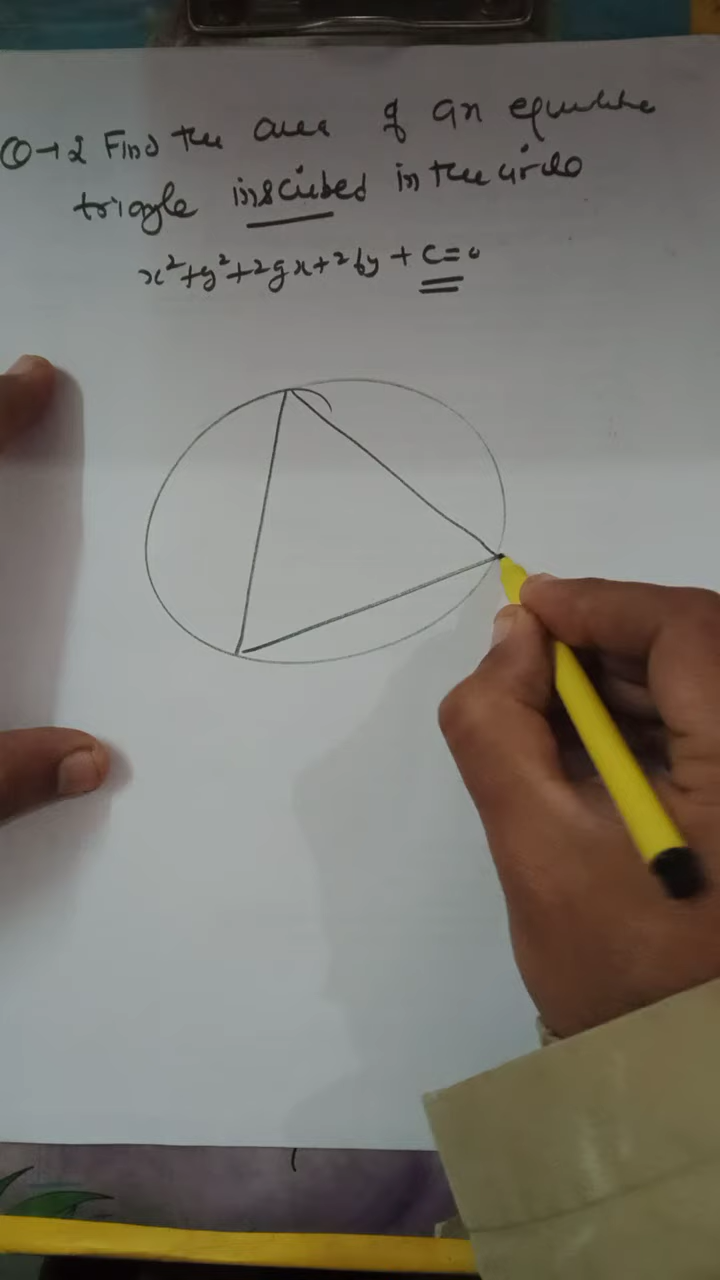 Q→2 Find the area of an equilate
triangle inscribed in the circle
x²+y²+2gx+2fy+c=0